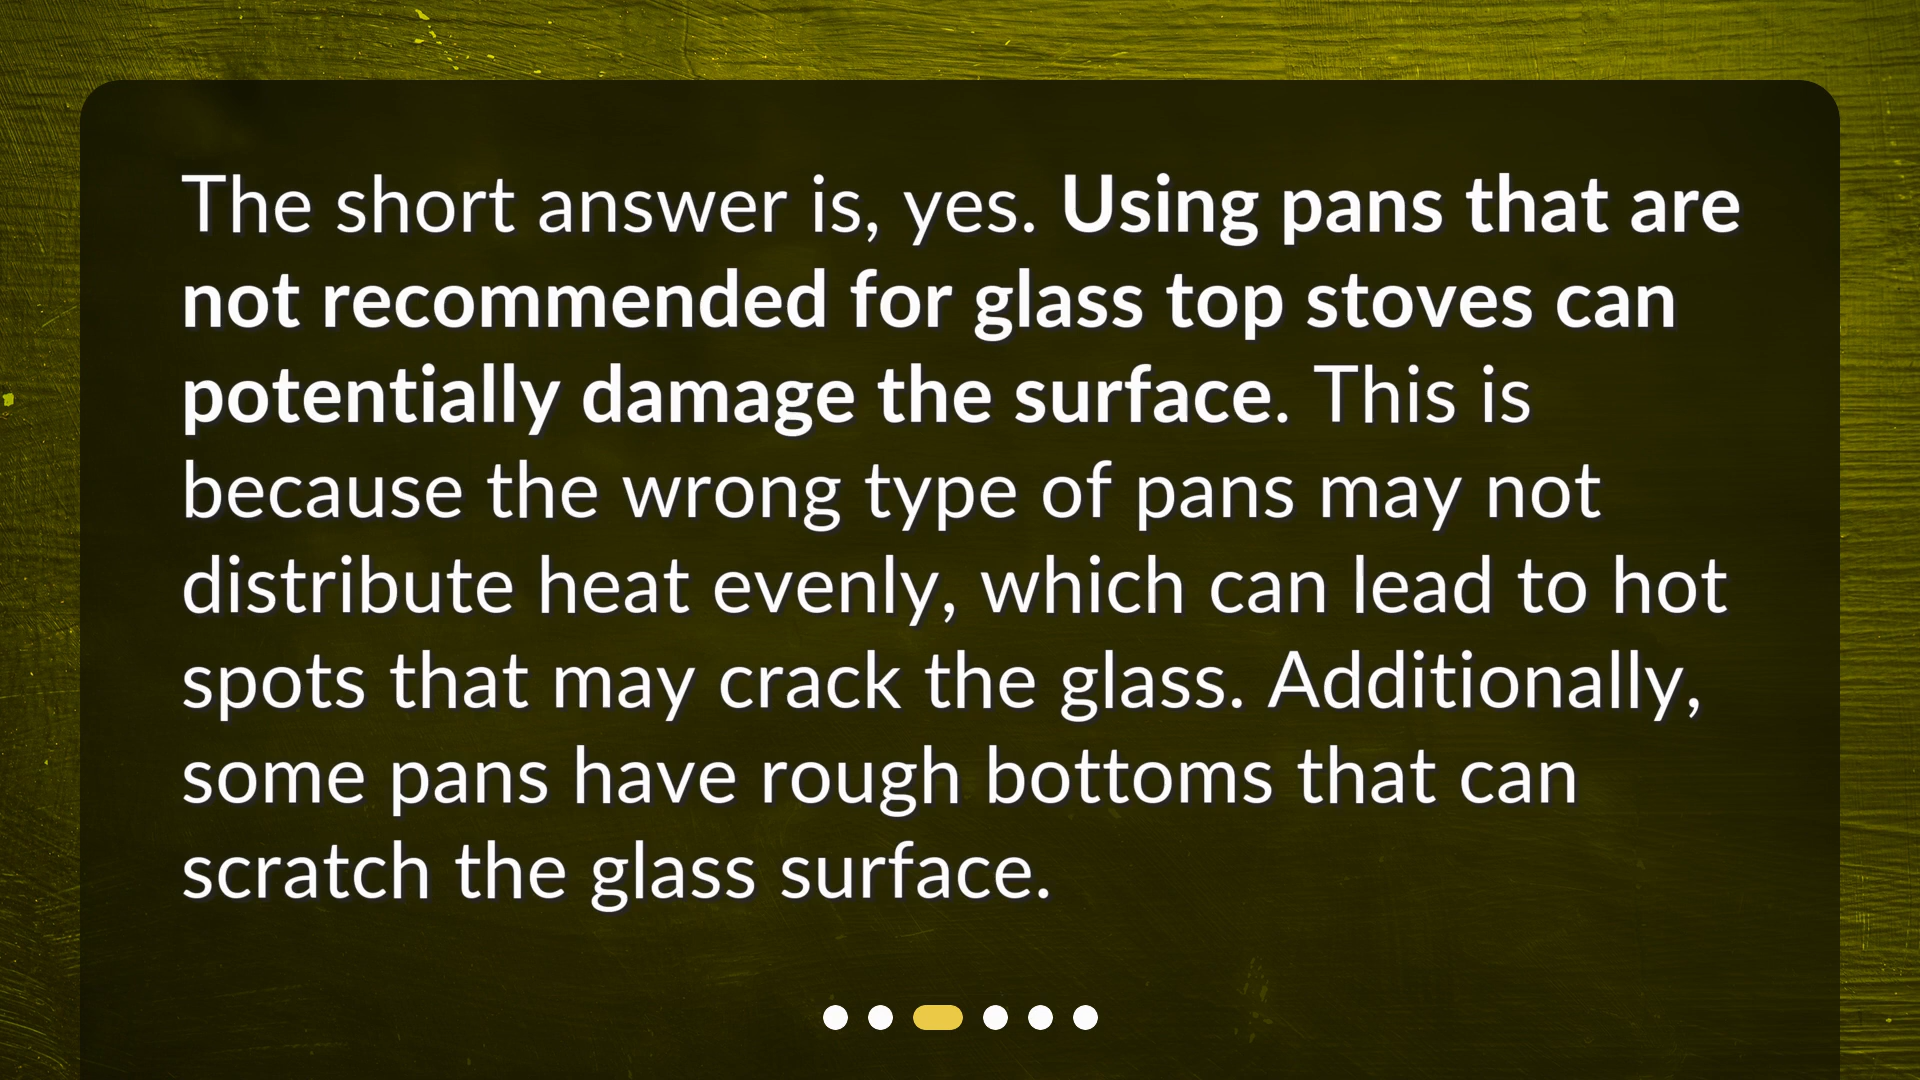 The short answer is, yes. Using pans that are
not recommended for glass top stoves can
potentially damage the surface. This is
because the wrong type of pans may not
distribute heat evenly, which can lead to hot
spots that may crack the glass. Additionally,
some pans have rough bottoms that can
scratch the glass surface.